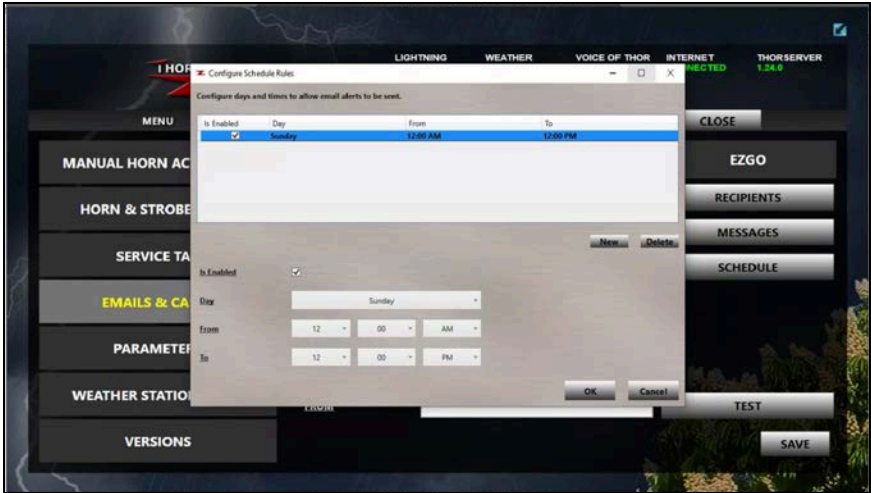 LIGHTNING WEATHER VOICE OF THOR INTERNET THORSERVER
THOR NNECTED 1.24.0
Configure Schedule Rules
Configure days and times to allow email alerts to be sent.
MENU CLOSE
Is Enabled Day From To
Sunday 12:00 AM 12:00 PM
MANUAL HORN AC EZGO
RECIPIENTS
HORN & STROBE
MESSAGES
New Delete
SERVICE TA
SCHEDULE
Is Enabled
EMAILS & CA
Day Sunday
From 12 00 AM
PARAMETER
To 12 00 PM
WEATHER STATIO
OK Cancel
TEST
VERSIONS
SAVE